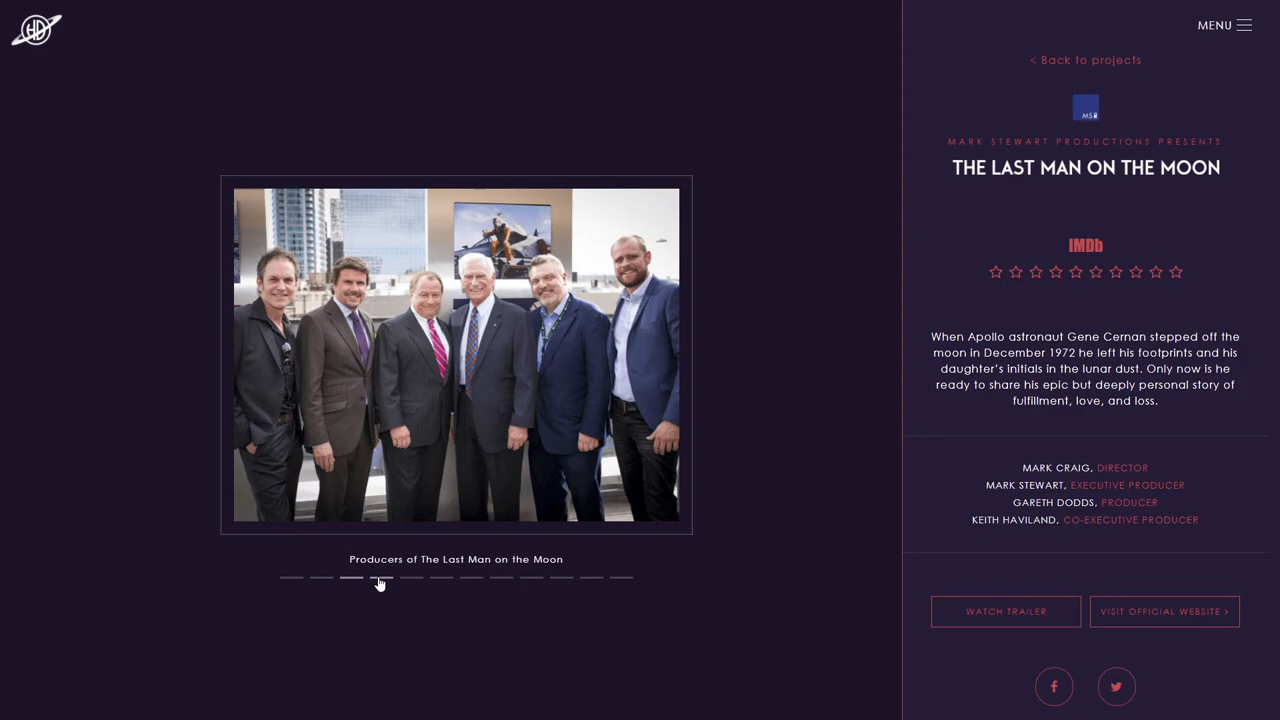 HD
MENU
< Back to projects
MS
MARK STEWART PRODUCTIONS PRESENTS
THE LAST MAN ON THE MOON
IMDb
When Apollo astronaut Gene Cernan stepped off the
moon in December 1972 he left his footprints and his
daughter's initials in the lunar dust. Only now is he
ready to share his epic but deeply personal story of
fulfillment, love, and loss.
MARK CRAIG, DIRECTOR
MARK STEWART, EXECUTIVE PRODUCER
GARETH DODDS, PRODUCER
KEITH HAVILAND, CO-EXECUTIVE PRODUCER
Producers of The Last Man on the Moon
WATCH TRAILER
VISIT OFFICIAL WEBSITE >